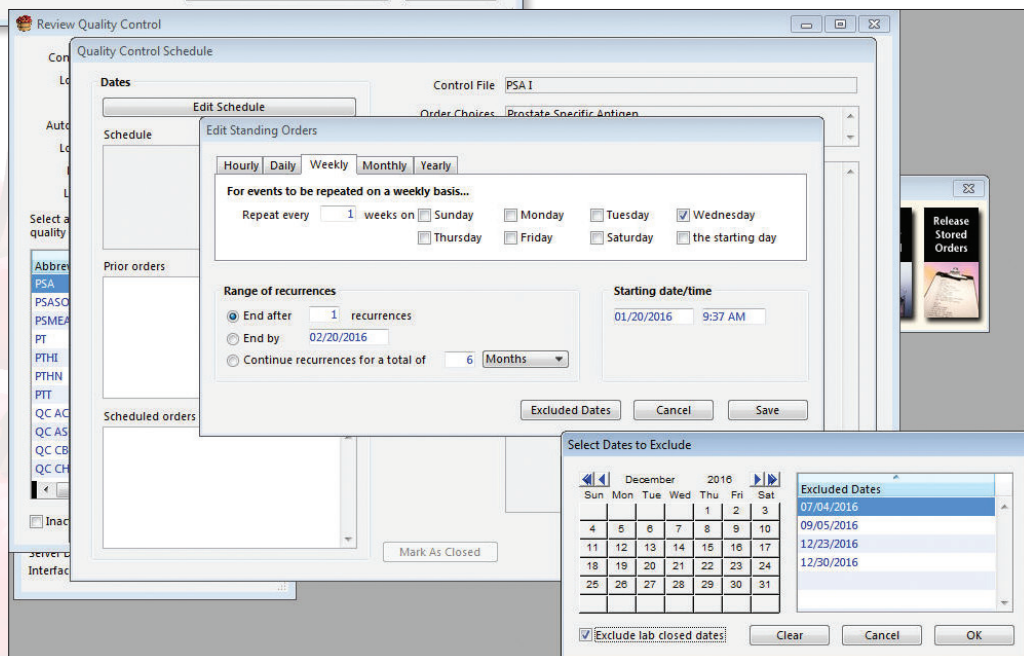 Review Quality Control
Quality Control Schedule
Con
Lo
Auto
Lo
L
Select a
quality
Abbrev
PSA
PSASO
PSMEA
PT
PTHI
PTHN
PTT
QC AC
QC AS
QC CB
QC CH
Inac
Server D
Interfac
Dates
Edit Schedule
Schedule
Prior orders
Scheduled orders
Control File PSA I
Order Choices Prostate Specific Antigen
Mark As Closed
Edit Standing Orders
Hourly Daily Weekly Monthly Yearly
For events to be repeated on a weekly basis...
Repeat every 1 weeks on Sunday Monday Tuesday Wednesday
Thursday Friday Saturday the starting day
Range of recurrences
End after 1 recurrences
End by 02/20/2016
Continue recurrences for a total of 6 Months
Starting date/time
01/20/2016 9:37 AM
Excluded Dates Cancel Save
Release
Stored
Orders
Select Dates to Exclude
December 2016
Sun Mon Tue Wed Thu Fri Sat
1 2 3
4 5 6 7 8 9 10
11 12 13 14 15 16 17
18 19 20 21 22 23 24
25 26 27 28 29 30 31
Excluded Dates
07/04/2016
09/05/2016
12/23/2016
12/30/2016
Exclude lab closed dates Clear Cancel OK